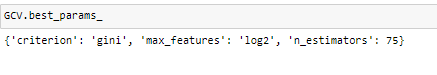 GCV.best_params_
{'criterion': 'gini', 'max_features': 'log2', 'n_estimators': 75}